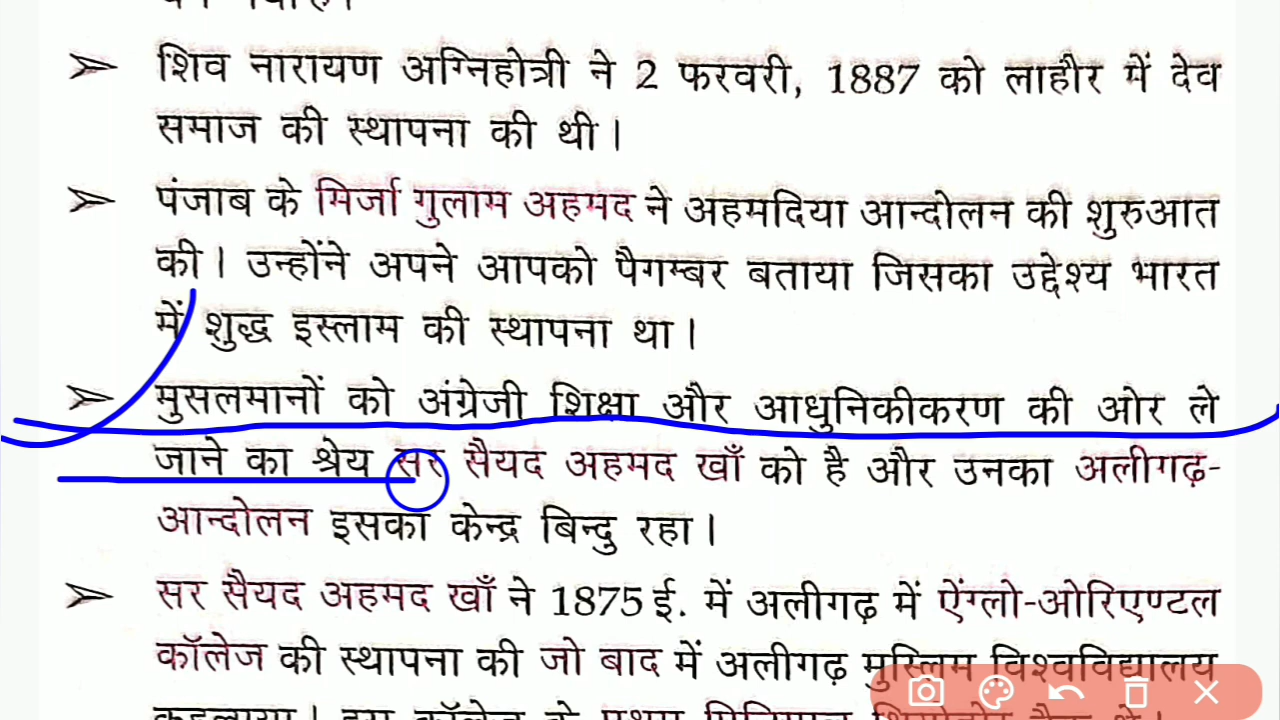 ➢ शिव नारायण अग्निहोत्री ने 2 फरवरी, 1887 को लाहौर में देव
समाज की स्थापना की थी।
➢ पंजाब के मिर्जा गुलाम अहमद ने अहमदिया आन्दोलन की शुरुआत
की। उन्होंने अपने आपको पैगम्बर बताया जिसका उद्देश्य भारत
में शुद्ध इस्लाम की स्थापना था।
➢ मुसलमानों को अंग्रेजी शिक्षा और आधुनिकीकरण की ओर ले
जाने का श्रेय सर सैयद अहमद खाँ को है और उनका अलीगढ़-
आन्दोलन इसका केन्द्र बिन्दु रहा।
➢ सर सैयद अहमद खाँ ने 1875 ई. में अलीगढ़ में ऐंग्लो-ओरिएण्टल
कॉलेज की स्थापना की जो बाद में अलीगढ़ मुस्लिम विश्वविद्यालय